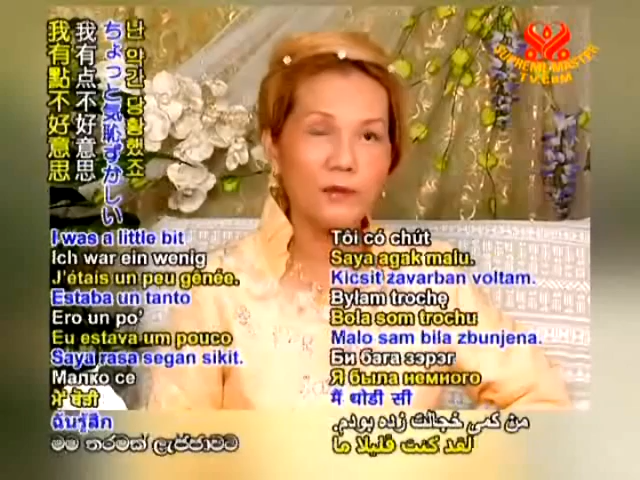 我有點不好意思
我有点不好意思
ちょっと気恥ずかしい
난 약간 당황했죠
SUPREME MASTER
TV.COM
I was a little bit
Ich war ein wenig
J'étais un peu gênée.
Estaba un tanto
Ero un po'
Eu estava um pouco
Saya rasa segan sikit.
Малко се
ਮੈਂ ਥੋੜੀ
ฉันรู้สึก
මම තරමක් ලැජ්ජාවට
Tôi có chút
Saya agak malu.
Kicsit zavarban voltam.
Byłam trochę
Bola som trochu
Malo sam bila zbunjena.
Би бага зэрэг
Я была немного
मैं थोडी सी
من کمی خجالت زده بودم.
لقد كنت قليلا ما